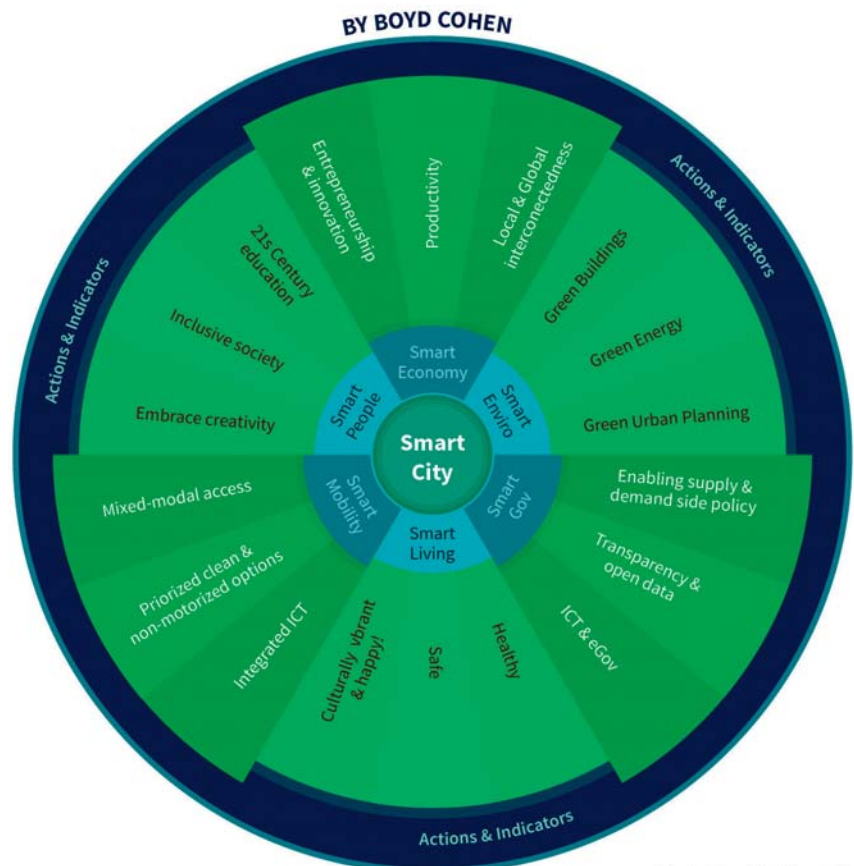 BY BOYD COHEN
Actions & Indicators
Actions & Indicators
Actions & Indicators
Entrepreneurship
& innovation
Productivity
Local & Global
interconnectedness
Green Buildings
Green Energy
Green Urban Planning
Enabling supply &
demand side policy
Transparency &
open data
ICT & eGov
Healthy
Safe
Culturally vbrant
& happy!
Integrated ICT
Priorized clean &
non-motorized options
Mixed-modal access
Embrace creativity
Inclusive society
21s Century
education
Smart
Economy
Smart
Enviro
Smart
Gov
Smart
Living
Smart
Mobility
Smart
People
Smart
City